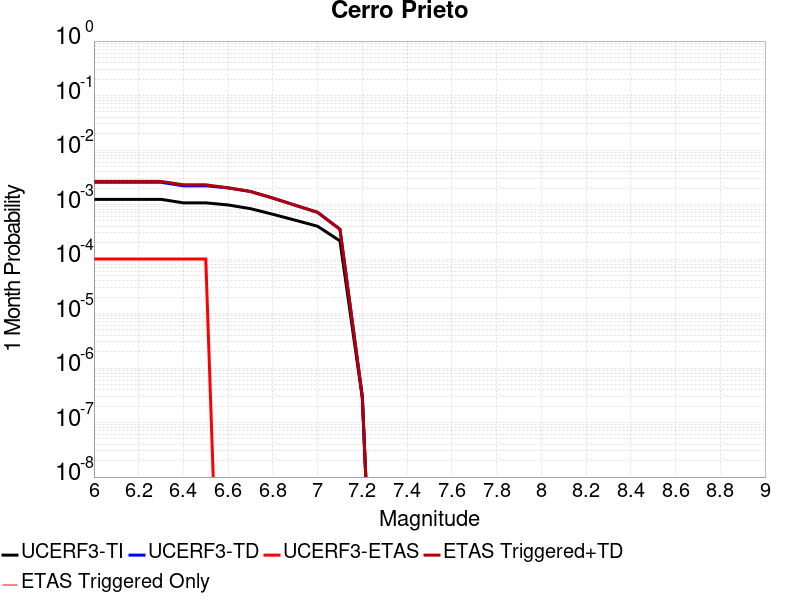 Cerro Prieto
10^0
10^-1
10^-2
10^-3
10^-4
10^-5
10^-6
10^-7
10^-8
1 Month Probability
6 6.2 6.4 6.6 6.8 7 7.2 7.4 7.6 7.8 8 8.2 8.4 8.6 8.8 9
Magnitude
UCERF3-TI UCERF3-TD UCERF3-ETAS ETAS Triggered+TD
ETAS Triggered Only